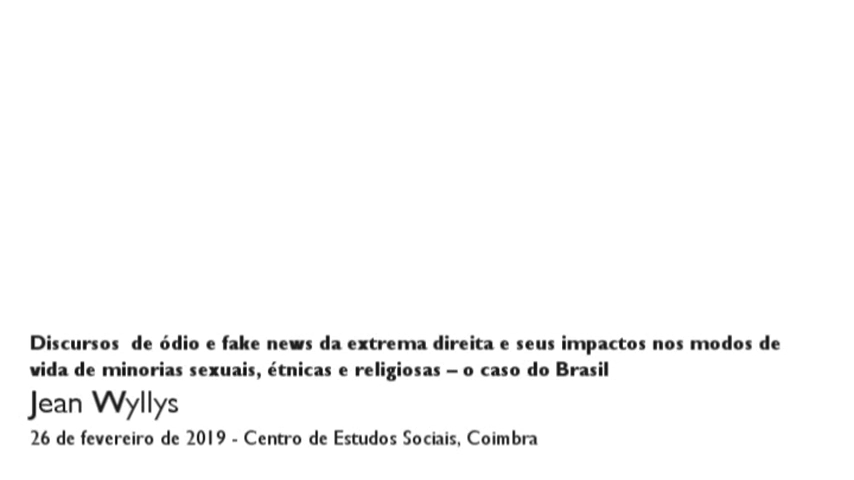 Discursos de ódio e fake news da extrema direita e seus impactos nos modos de
vida de minorias sexuais, étnicas e religiosas – o caso do Brasil
Jean Wyllys
26 de fevereiro de 2019 - Centro de Estudos Sociais, Coimbra